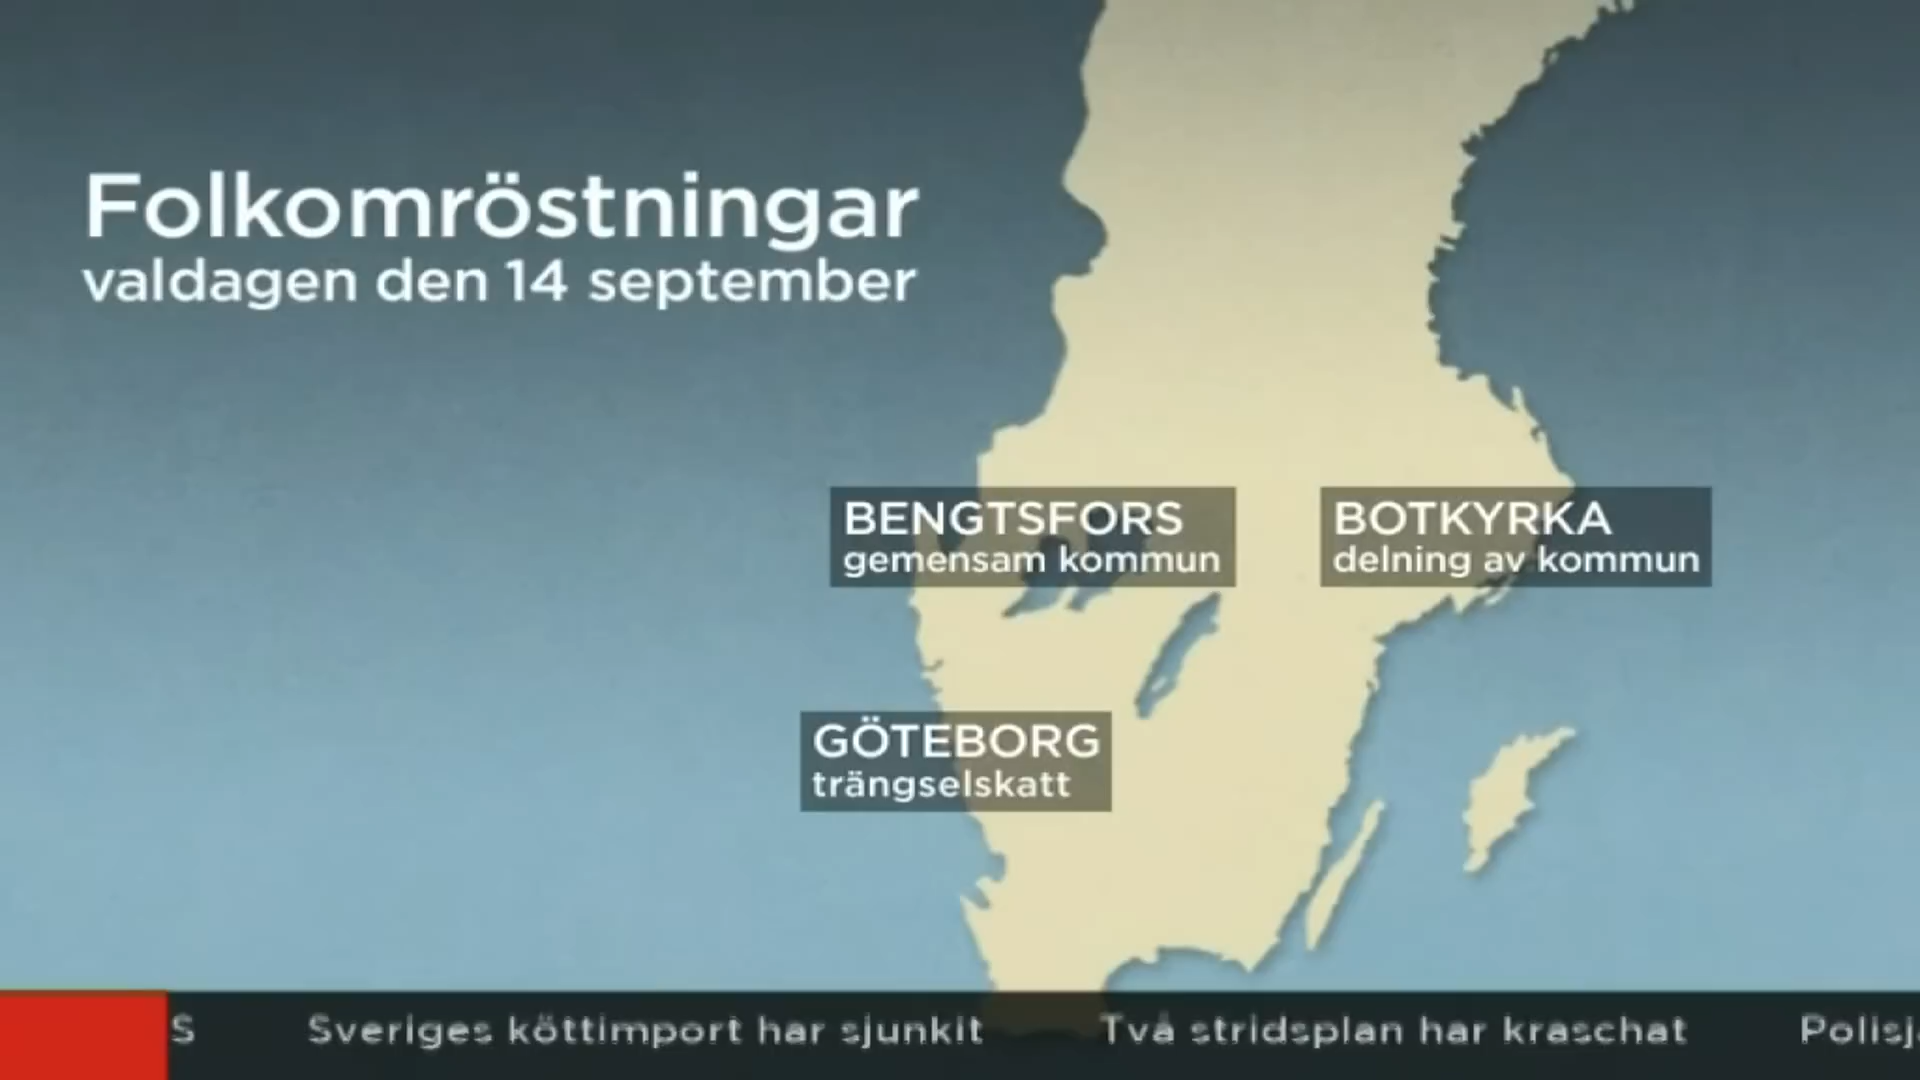 Folkomröstningar
valdagen den 14 september
BENGTSFORS
gemensam kommun
BOTKYRKA
delning av kommun
GÖTEBORG
trängselskatt
S Sveriges köttimport har sjunkit Två stridsplan har kraschat Polisj